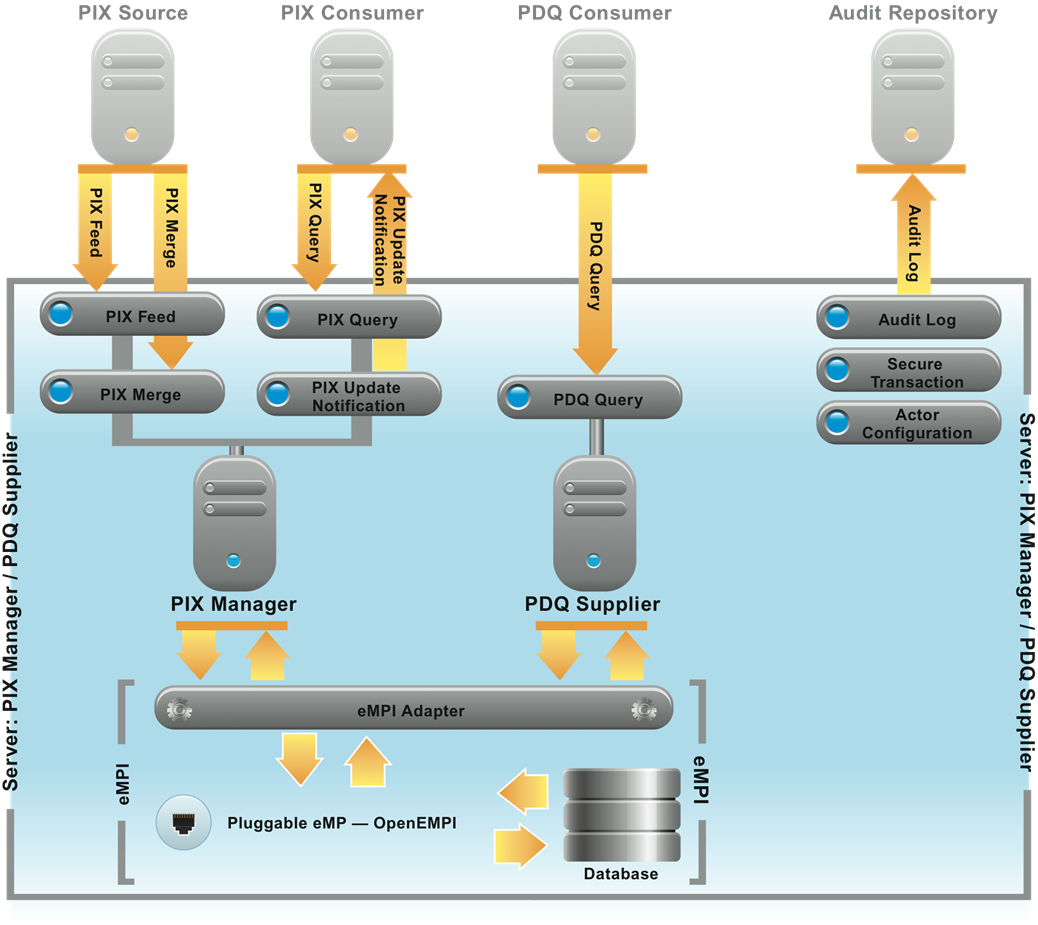 PIX Source
PIX Consumer
PDQ Consumer
Audit Repository
PIX Feed
PIX Merge
PIX Query
PIX Update
Notification
PDQ Query
Audit Log
PIX Feed
PIX Merge
PIX Query
PIX Update
Notification
PDQ Query
Audit Log
Secure
Transaction
Actor
Configuration
Server: PIX Manager / PDQ Supplier
Server: PIX Manager / PDQ Supplier
PIX Manager
PDQ Supplier
eMPI Adapter
eMPI
eMPI
Pluggable eMP — OpenEMPI
Database